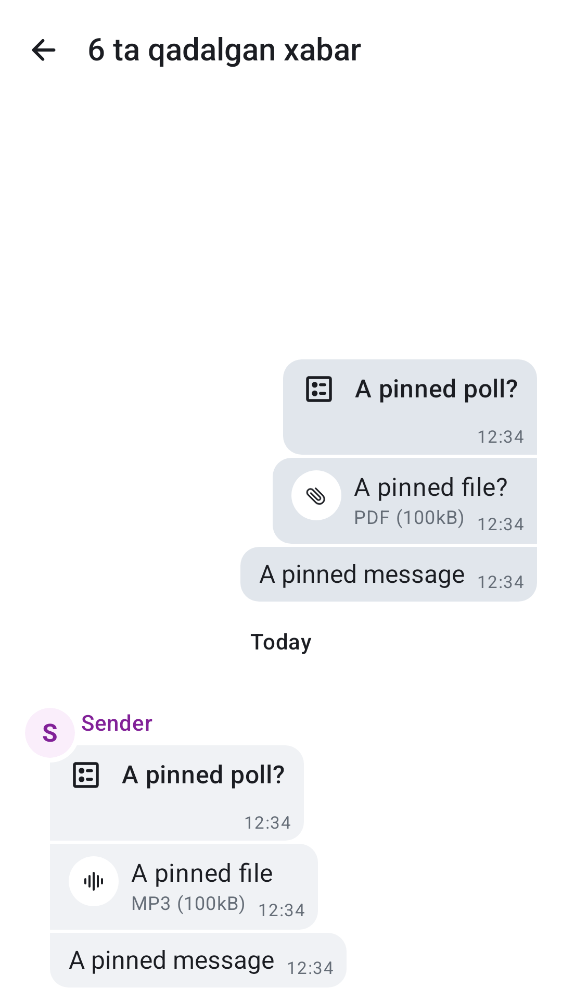 6 ta qadalgan xabar
A pinned poll?
12:34
A pinned file?
PDF (100kB) 12:34
A pinned message 12:34
Today
S Sender
A pinned poll?
12:34
A pinned file
MP3 (100kB) 12:34
A pinned message 12:34